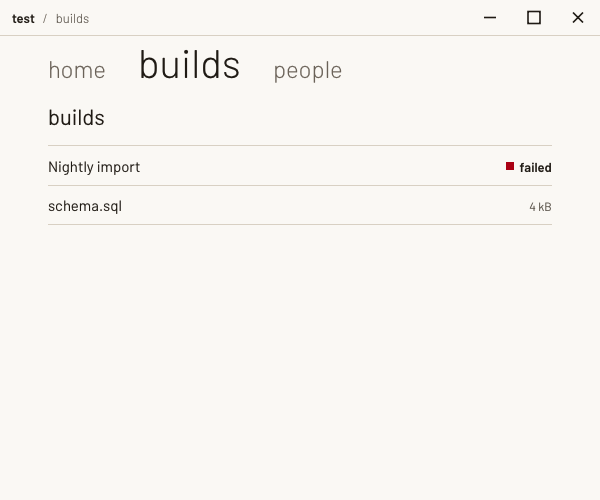 test / builds
home builds people
builds
Nightly import failed
schema.sql 4 kB